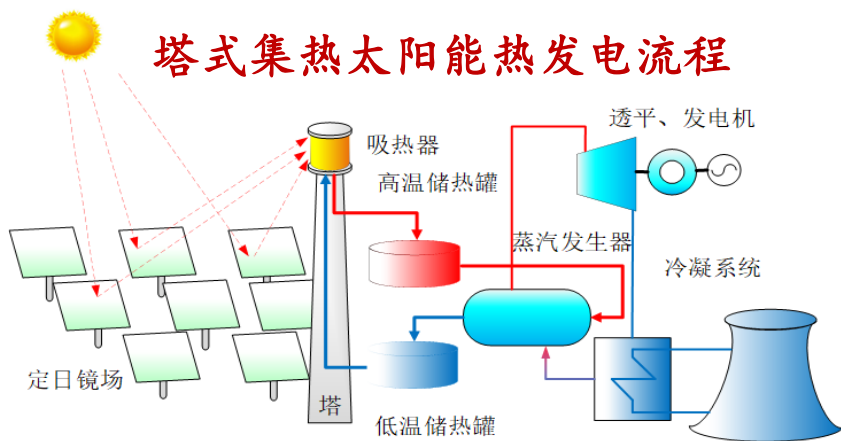 塔式集热太阳能热发电流程
透平、发电机
吸热器
高温储热罐
蒸汽发生器
冷凝系统
定日镜场
塔
低温储热罐